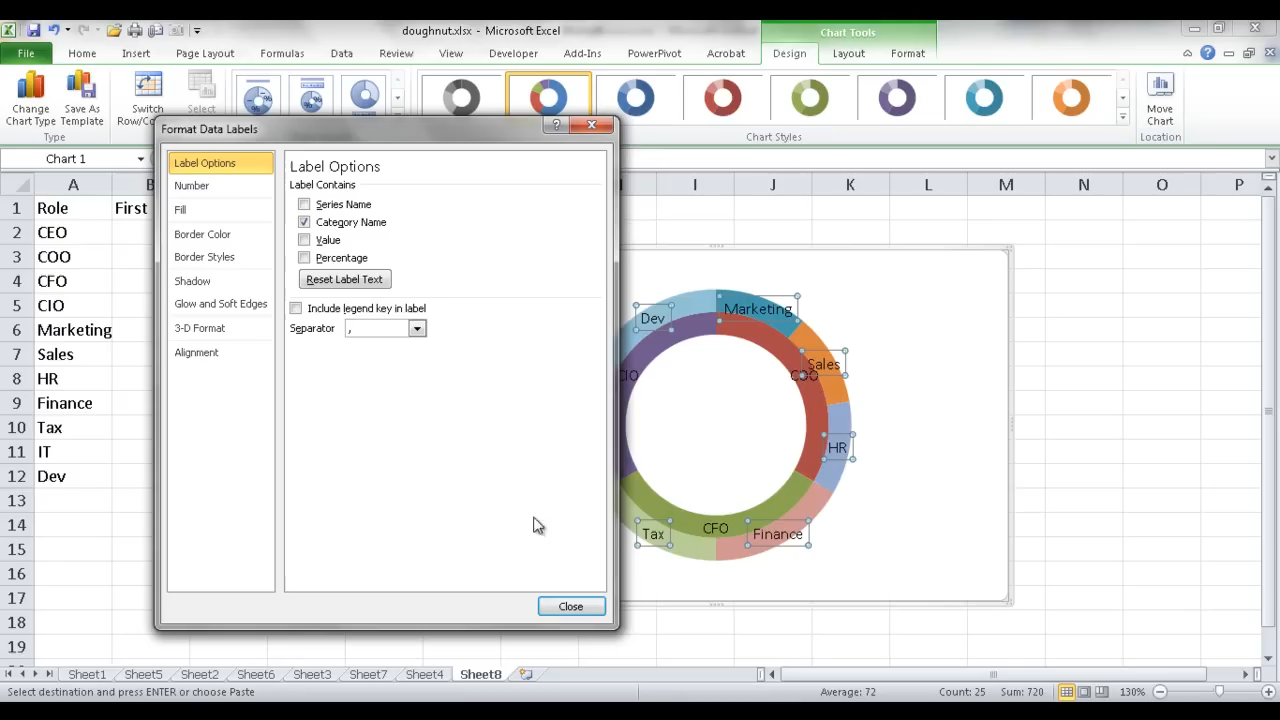 doughnut.xlsx - Microsoft Excel
Chart Tools
File Home Insert Page Layout Formulas Data Review View Developer Add-Ins PowerPivot Acrobat Design Layout Format
Change Chart Type
Save As Template
Switch
Row/Co
Select
Move Chart
Type
Chart Styles
Location
Chart 1
Format Data Labels
Label Options
Number
Fill
Border Color
Border Styles
Shadow
Glow and Soft Edges
3-D Format
Alignment
Label Options
Label Contains
Series Name
Category Name
Value
Percentage
Reset Label Text
Include legend key in label
Separator ,
Close
A B I J K L M N O P
1 Role First
2 CEO
3 COO
4 CFO
5 CIO
6 Marketing
7 Sales
8 HR
9 Finance
10 Tax
11 IT
12 Dev
13
14
15
16
17
18
19
Dev Marketing
Sales
CIO COO
HR
CFO
Tax Finance
Sheet1 Sheet5 Sheet2 Sheet6 Sheet3 Sheet7 Sheet4 Sheet8
Select destination and press ENTER or choose Paste Average: 72 Count: 25 Sum: 720 130%